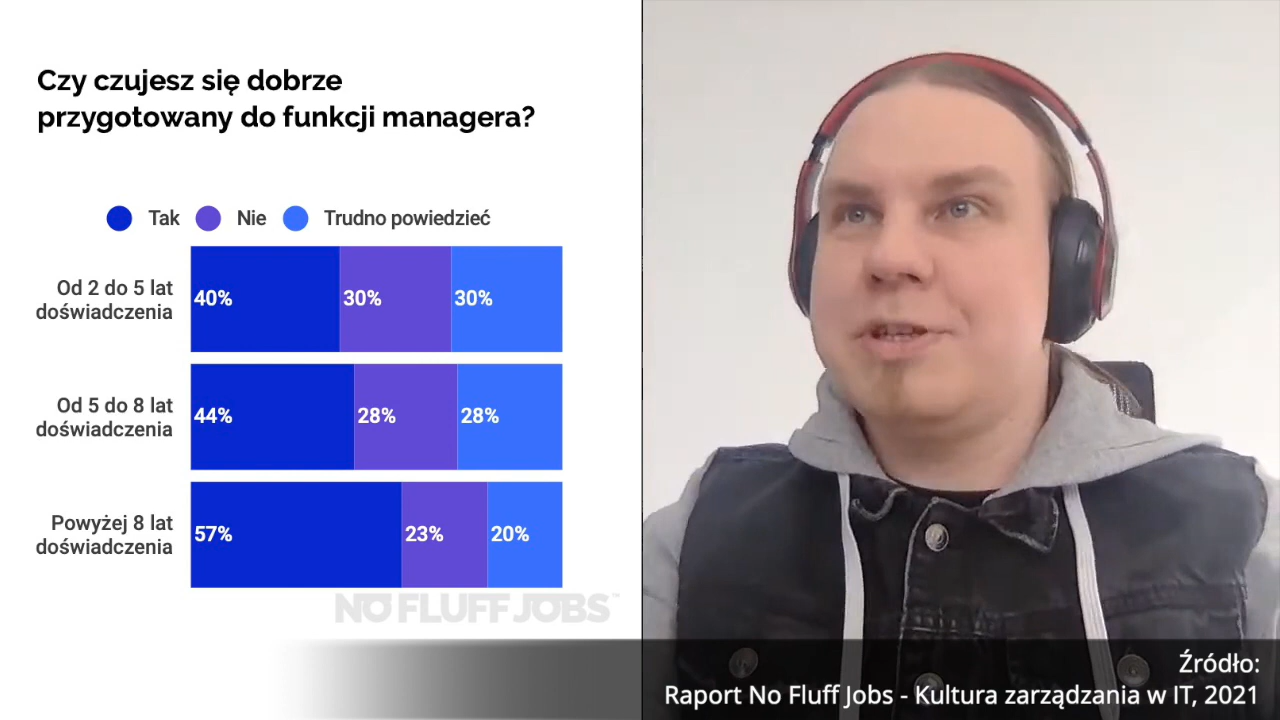 Czy czujesz się dobrze
przygotowany do funkcji managera?
Tak Nie Trudno powiedzieć
Od 2 do 5 lat
doświadczenia
40% 30% 30%
Od 5 do 8 lat
doświadczenia
44% 28% 28%
Powyżej 8 lat
doświadczenia
57% 23% 20%
NO FLUFF JOBS™
Źródło:
Raport No Fluff Jobs - Kultura zarządzania w IT, 2021